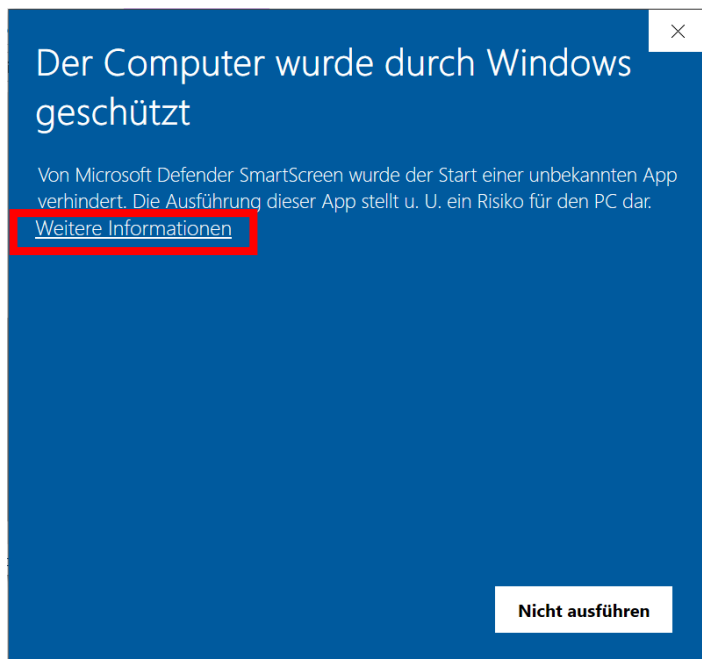 Der Computer wurde durch Windows
geschützt
Von Microsoft Defender SmartScreen wurde der Start einer unbekannten App
verhindert. Die Ausführung dieser App stellt u. U. ein Risiko für den PC dar.
Weitere Informationen
Nicht ausführen